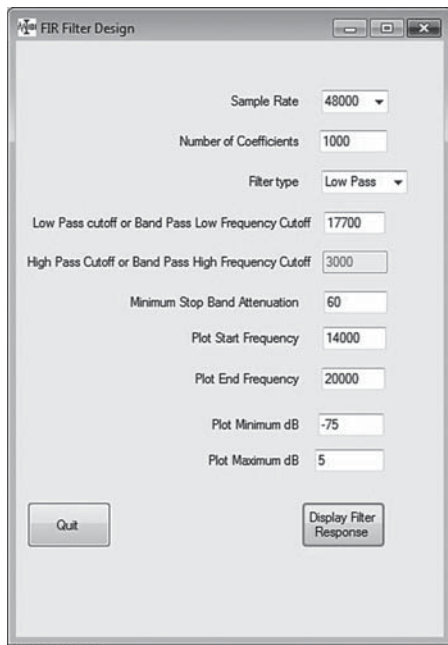 FIR Filter Design
Sample Rate 48000
Number of Coefficients 1000
Filter type Low Pass
Low Pass cutoff or Band Pass Low Frequency Cutoff 17700
High Pass Cutoff or Band Pass High Frequency Cutoff 3000
Minimum Stop Band Attenuation 60
Plot Start Frequency 14000
Plot End Frequency 20000
Plot Minimum dB -75
Plot Maximum dB 5
Quit
Display Filter
Response